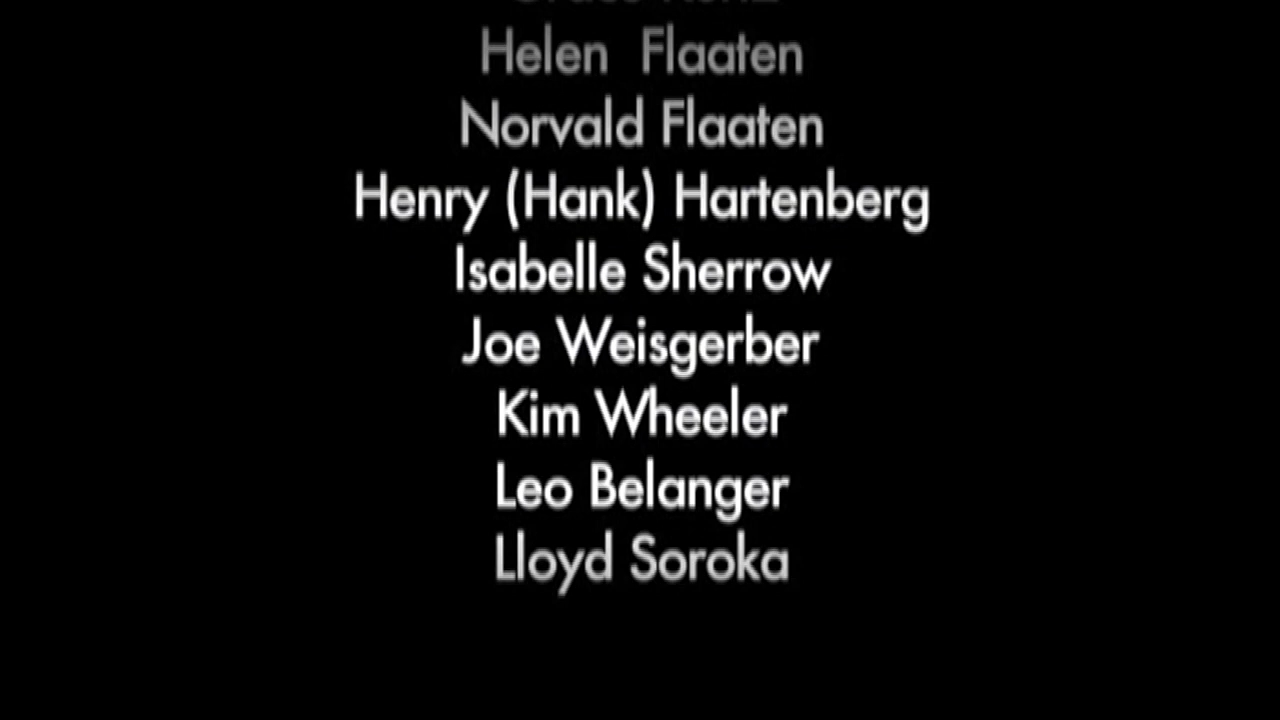 Helen Flaaten
Norvald Flaaten
Henry (Hank) Hartenberg
Isabelle Sherrow
Joe Weisgerber
Kim Wheeler
Leo Belanger
Lloyd Soroka